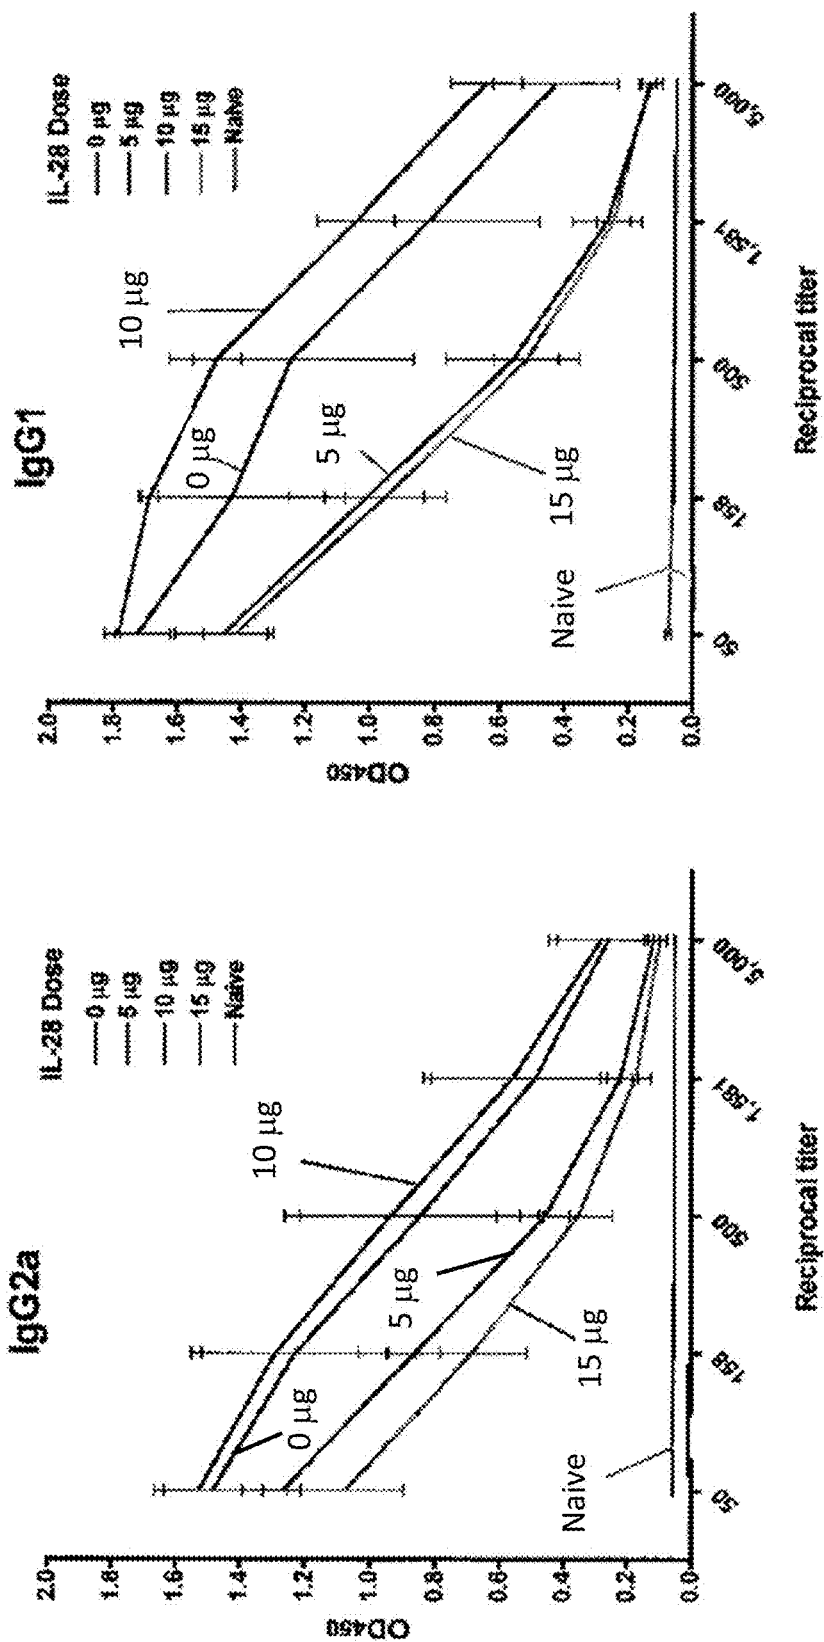 IgG2a
IL-28 Dose
0 µg
5 µg
10 µg
15 µg
Naive
OD450
2.0
1.8
1.6
1.4
1.2
1.0
0.8
0.6
0.4
0.2
0.0
10 µg
0 µg
5 µg
15 µg
Naive
50
158
500
1,581
5,000
Reciprocal titer
IgG1
IL-28 Dose
0 µg
5 µg
10 µg
15 µg
Naive
OD450
2.0
1.8
1.6
1.4
1.2
1.0
0.8
0.6
0.4
0.2
0.0
10 µg
0 µg
5 µg
15 µg
Naive
50
158
500
1,581
5,000
Reciprocal titer